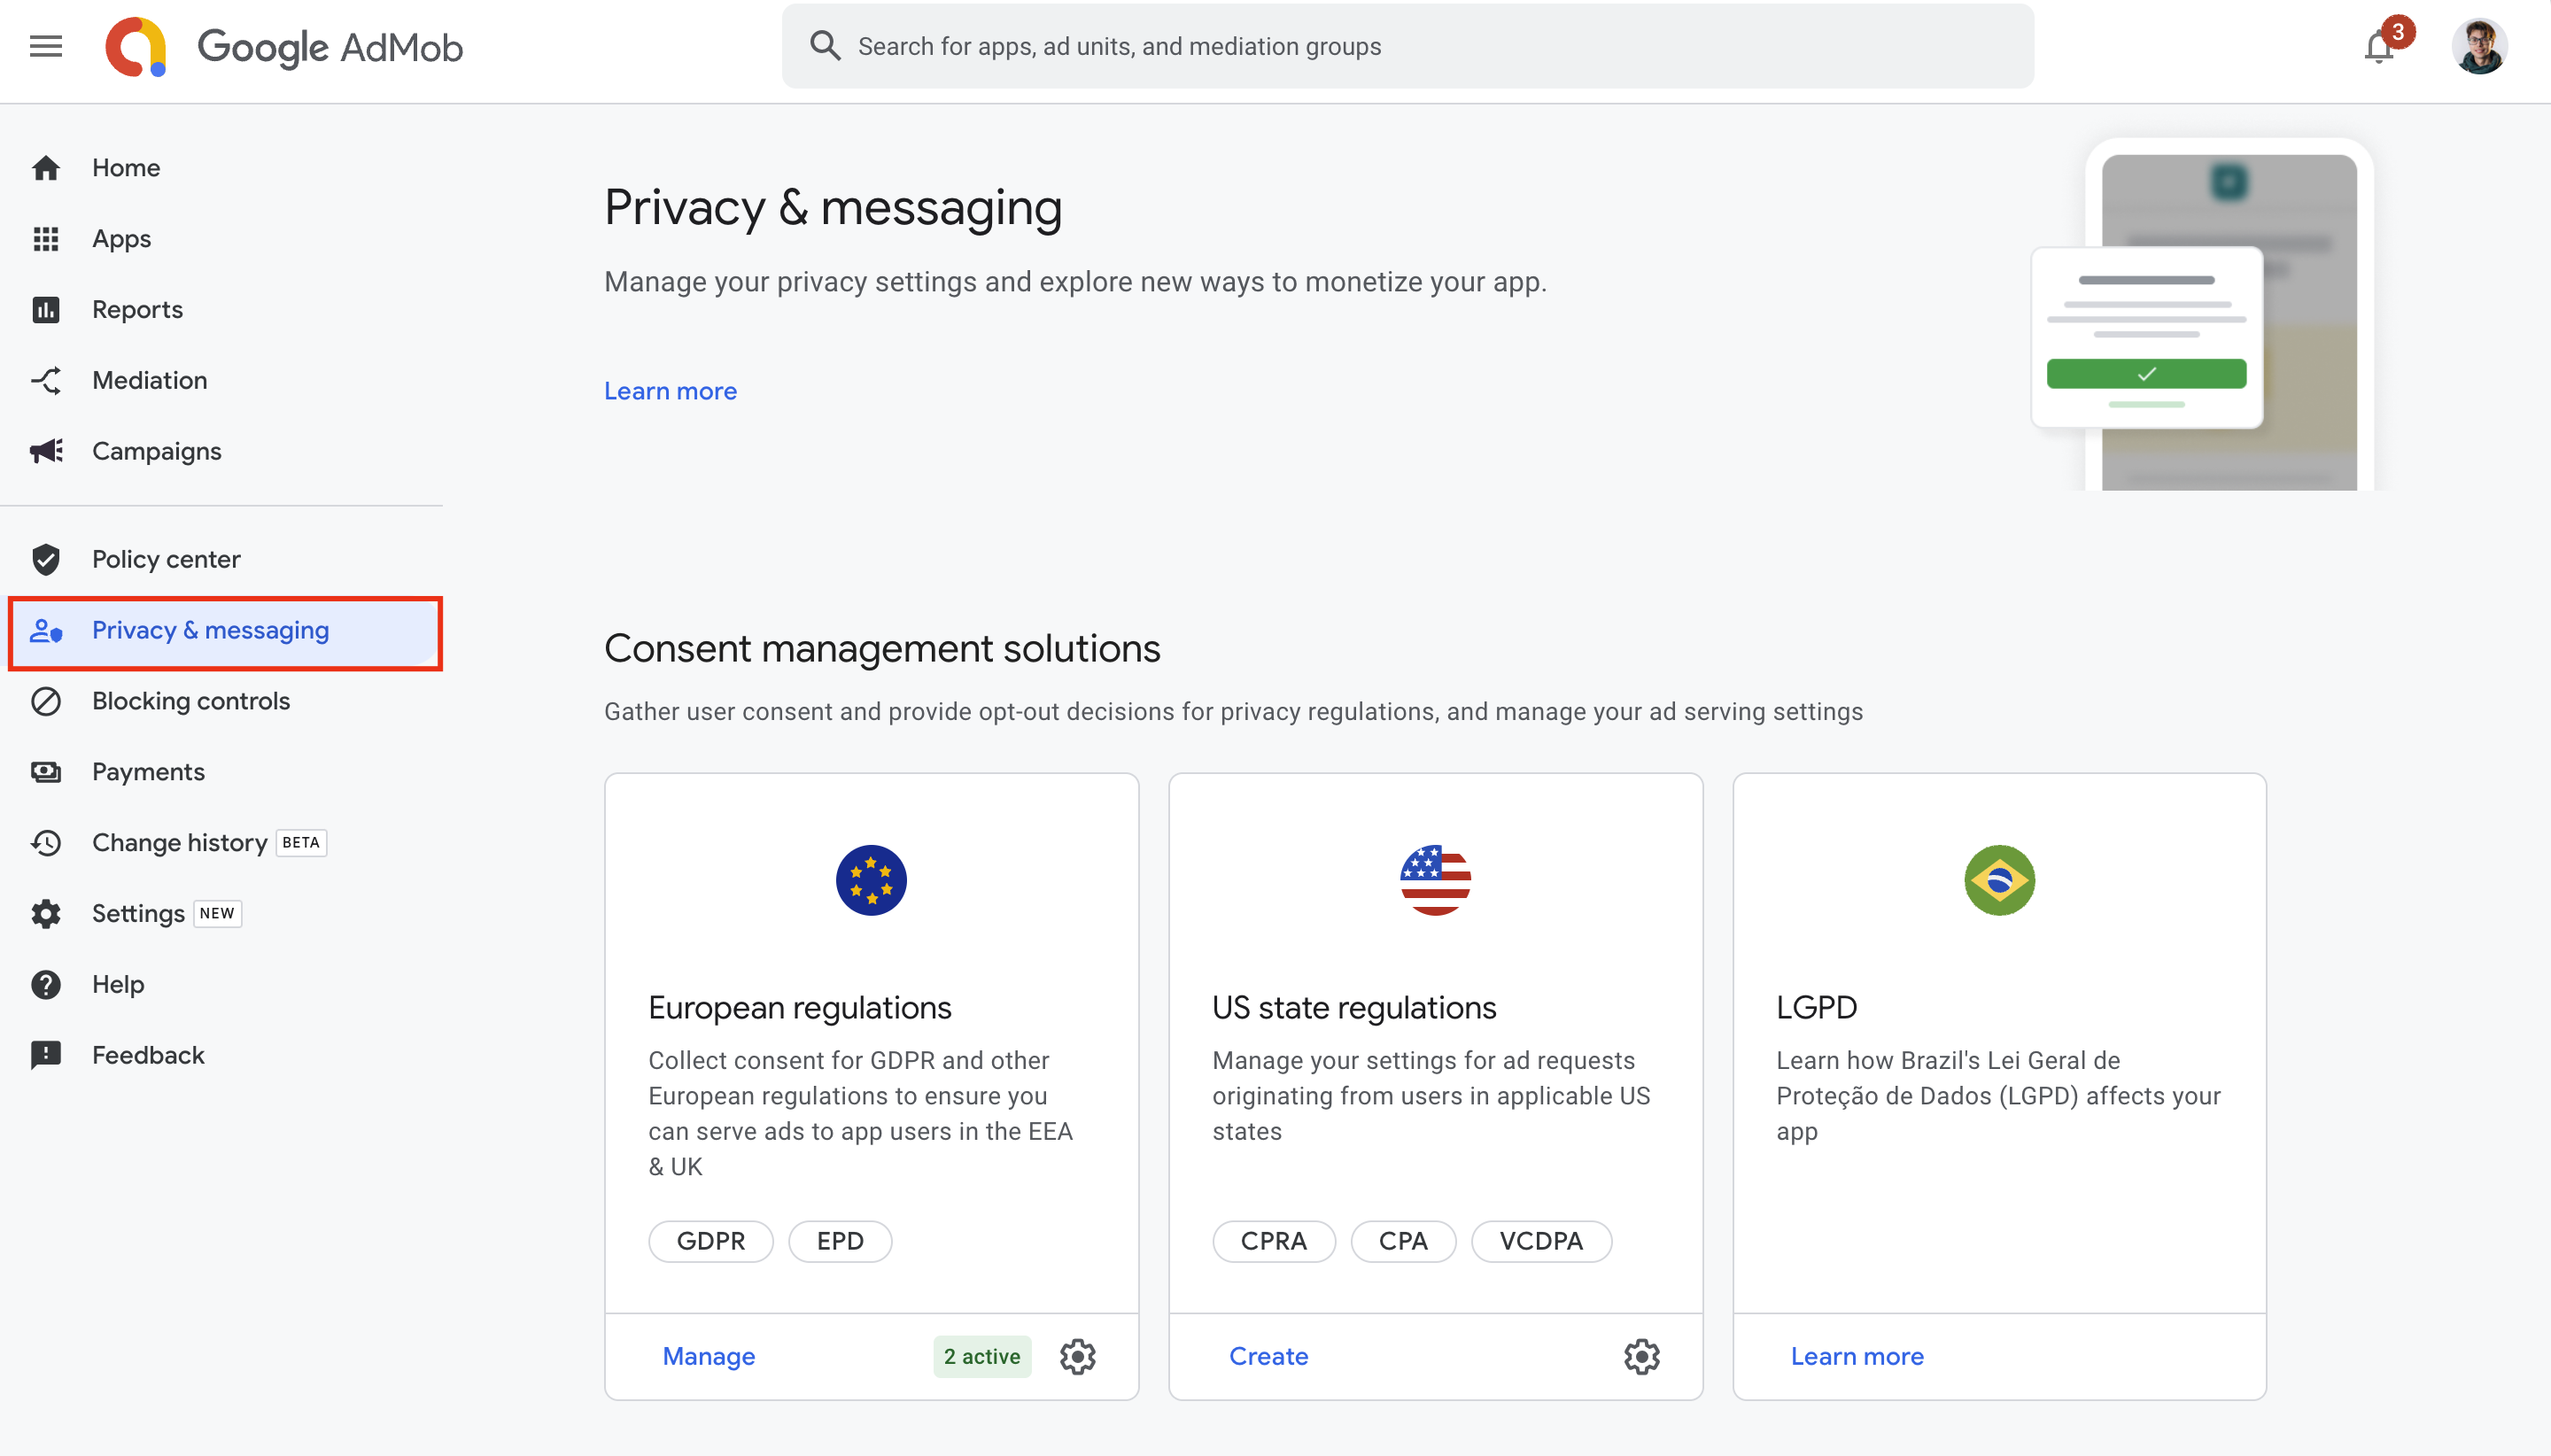 Google AdMob
Search for apps, ad units, and mediation groups
3
Home
Apps
Reports
Mediation
Campaigns
Policy center
Privacy & messaging
Blocking controls
Payments
Change history BETA
Settings NEW
Help
Feedback
Privacy & messaging
Manage your privacy settings and explore new ways to monetize your app.
Learn more
Consent management solutions
Gather user consent and provide opt-out decisions for privacy regulations, and manage your ad serving settings
European regulations
Collect consent for GDPR and other
European regulations to ensure you
can serve ads to app users in the EEA
& UK
GDPR EPD
Manage 2 active
US state regulations
Manage your settings for ad requests
originating from users in applicable US
states
CPRA CPA VCDPA
Create
LGPD
Learn how Brazil's Lei Geral de
Proteção de Dados (LGPD) affects your
app
Learn more